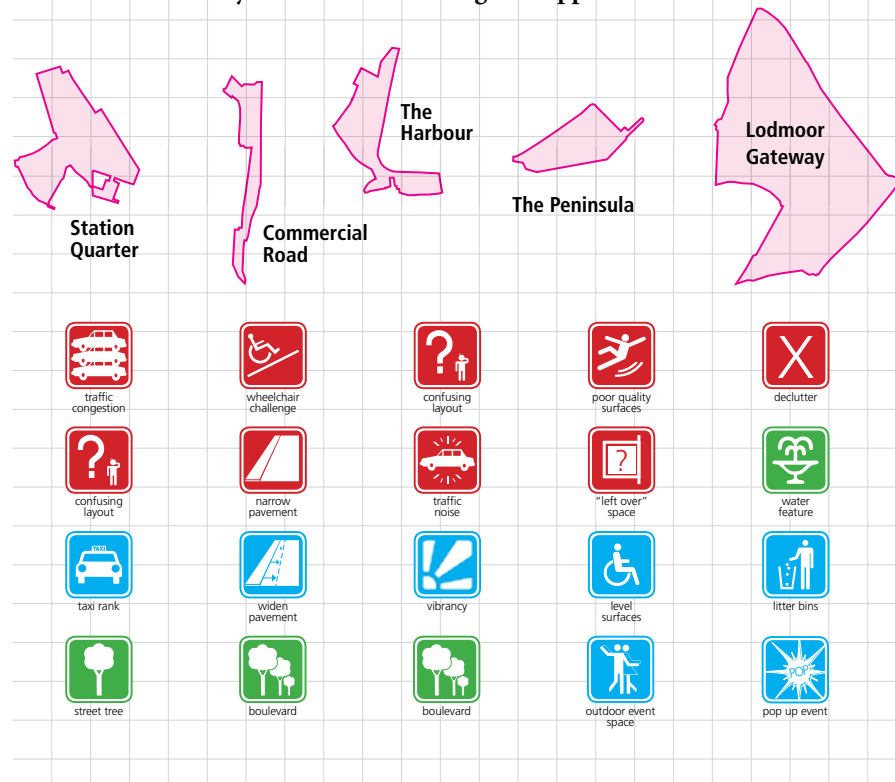 The
Harbour
Lodmoor
Gateway
The Peninsula
Station
Quarter
Commercial
Road
traffic
congestion
wheelchair
challenge
confusing
layout
poor quality
surfaces
X
declutter
?
confusing
layout
narrow
pavement
traffic
noise
?
"left over"
space
water
feature
TAXI
taxi rank
widen
pavement
vibrancy
level
surfaces
litter bins
street tree
boulevard
boulevard
outdoor event
space
POP
pop up event